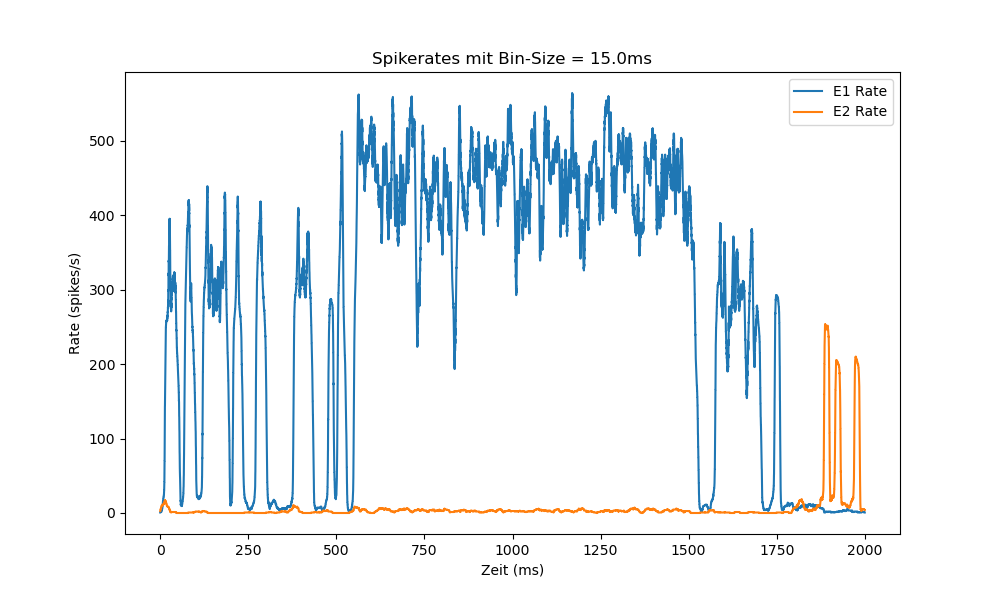 Spikerates mit Bin-Size = 15.0ms
E1 Rate
E2 Rate
Rate (spikes/s)
500
400
300
200
100
0
0 250 500 750 1000 1250 1500 1750 2000
Zeit (ms)